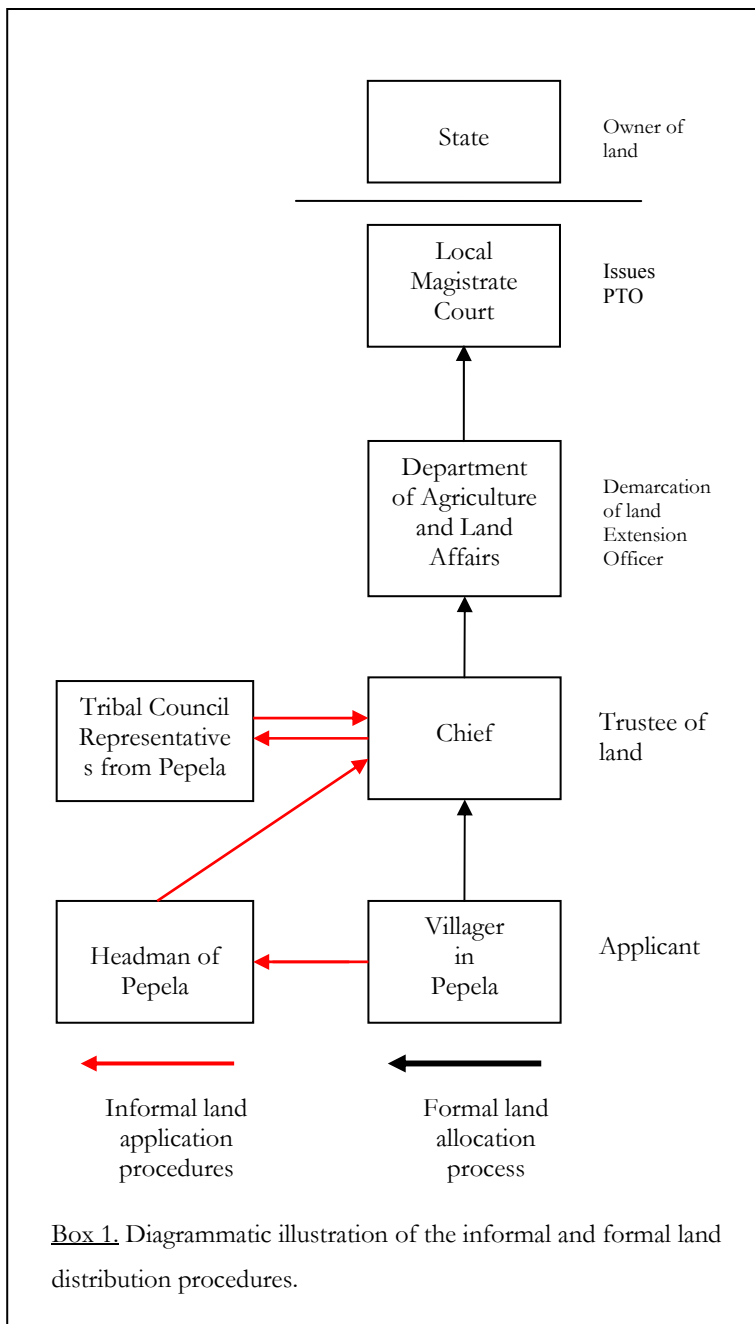 State
Owner of
land
Local
Magistrate
Court
Issues
PTO
Department
of Agriculture
and Land
Affairs
Demarcation
of land
Extension
Officer
Tribal Council
Representative
s from Pepela
Chief
Trustee of
land
Headman of
Pepela
Villager
in
Pepela
Applicant
Informal land
application
procedures
Formal land
allocation
process
Box 1. Diagrammatic illustration of the informal and formal land
distribution procedures.